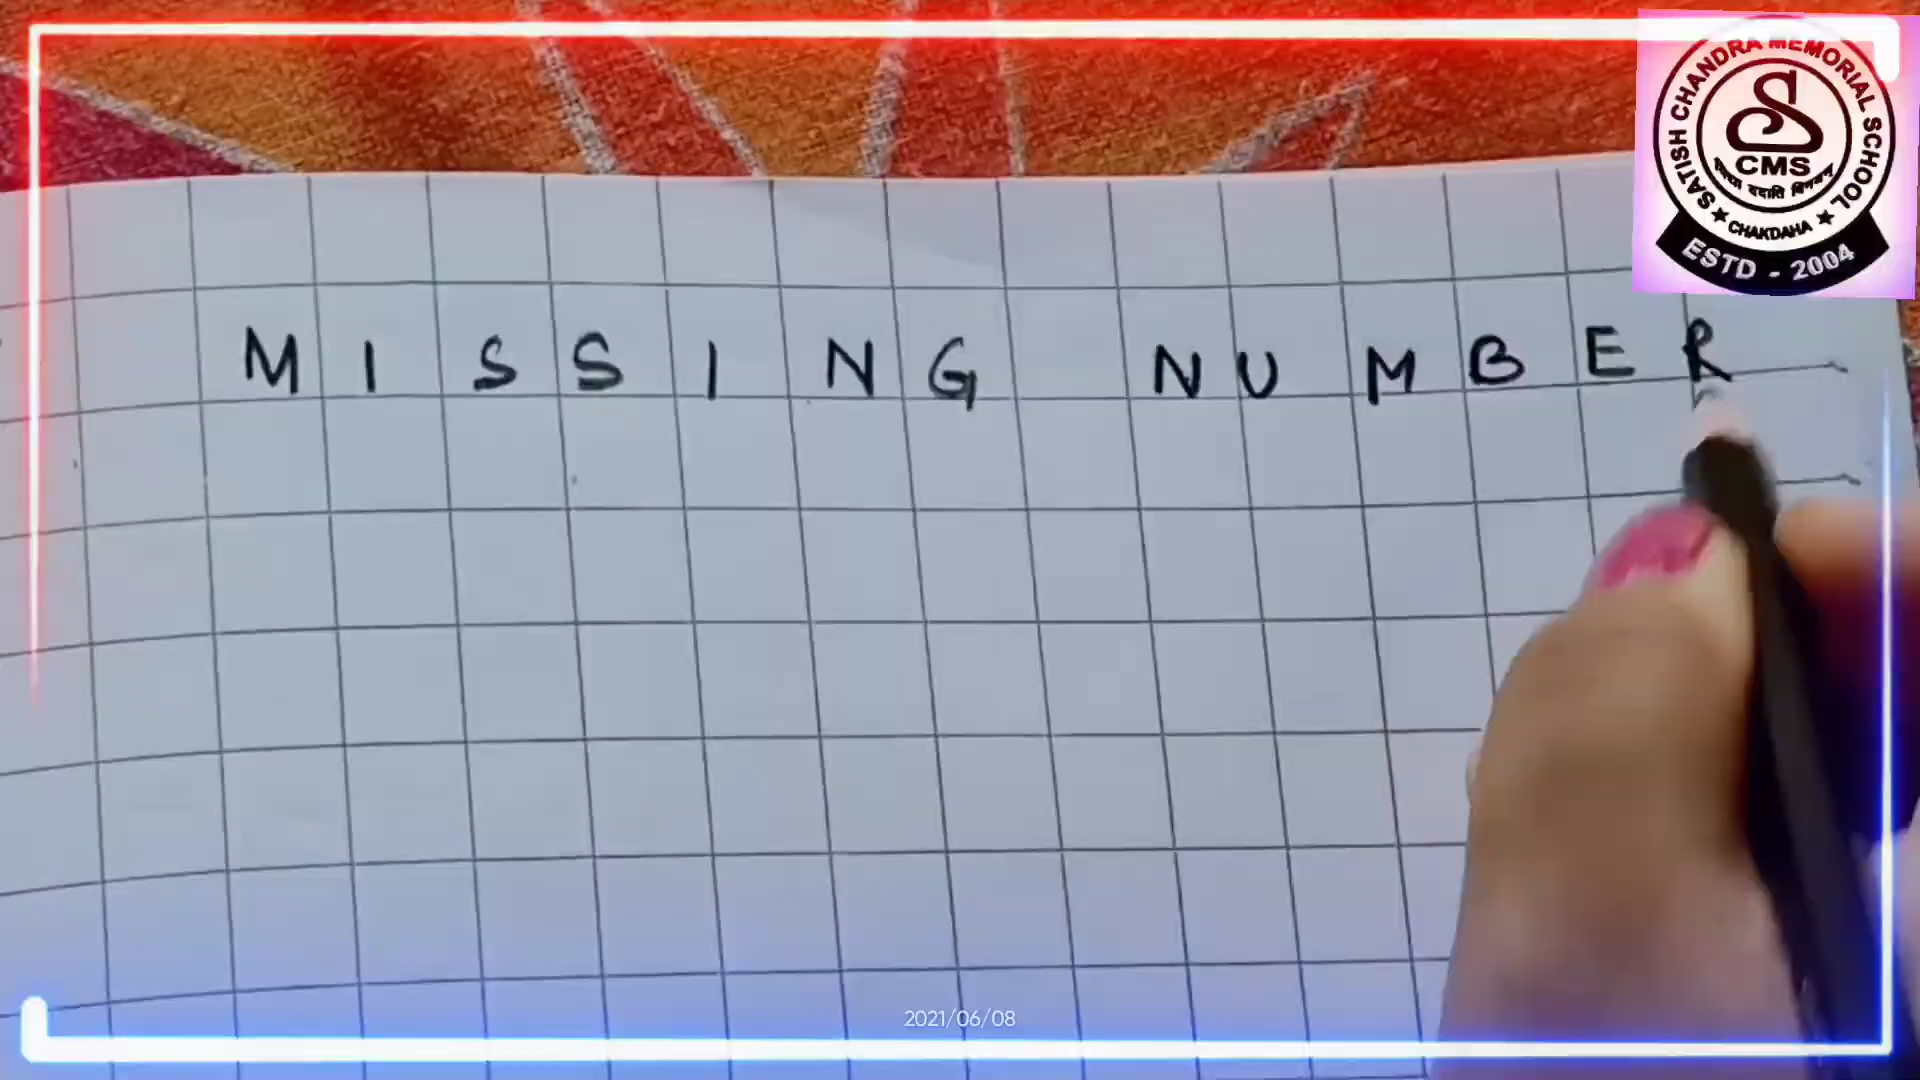 SATISH CHANDRA MEMORIAL SCHOOL
S
CMS
★ CHAKDAHA ★
ESTD - 2004
MISSING NUMBER
2021/06/08